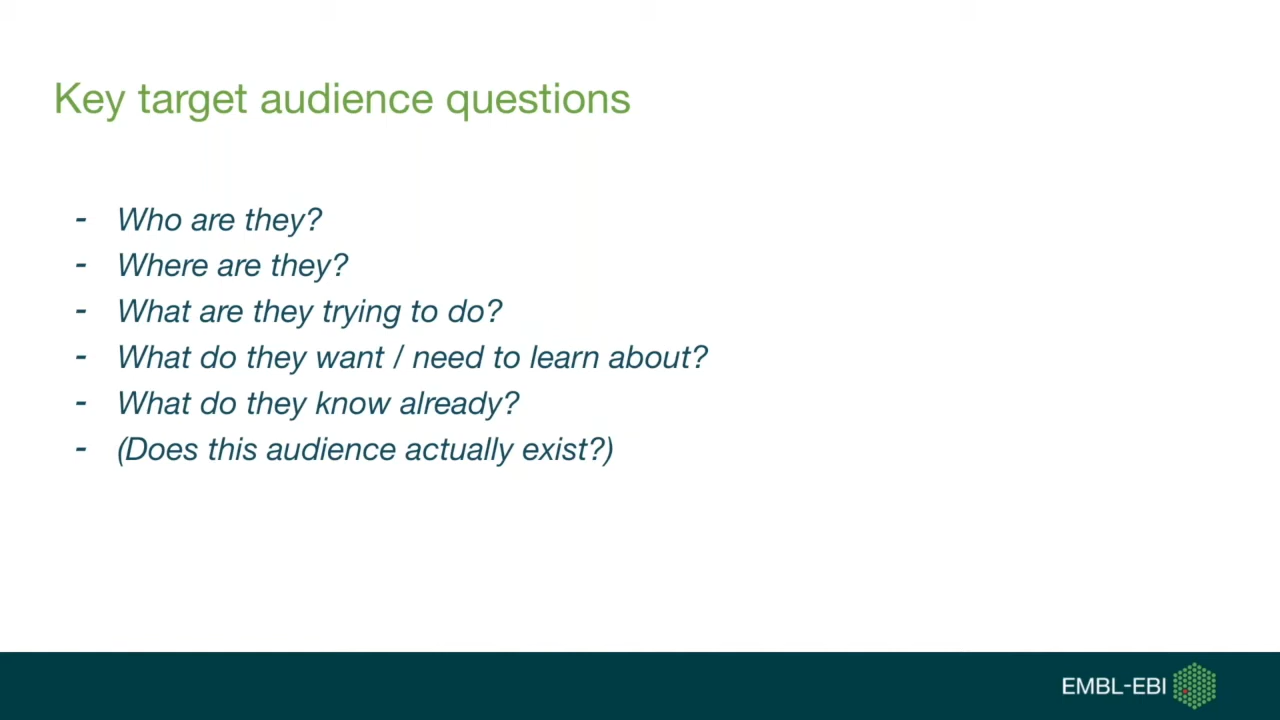 Key target audience questions
- Who are they?
- Where are they?
- What are they trying to do?
- What do they want / need to learn about?
- What do they know already?
- (Does this audience actually exist?)
EMBL-EBI